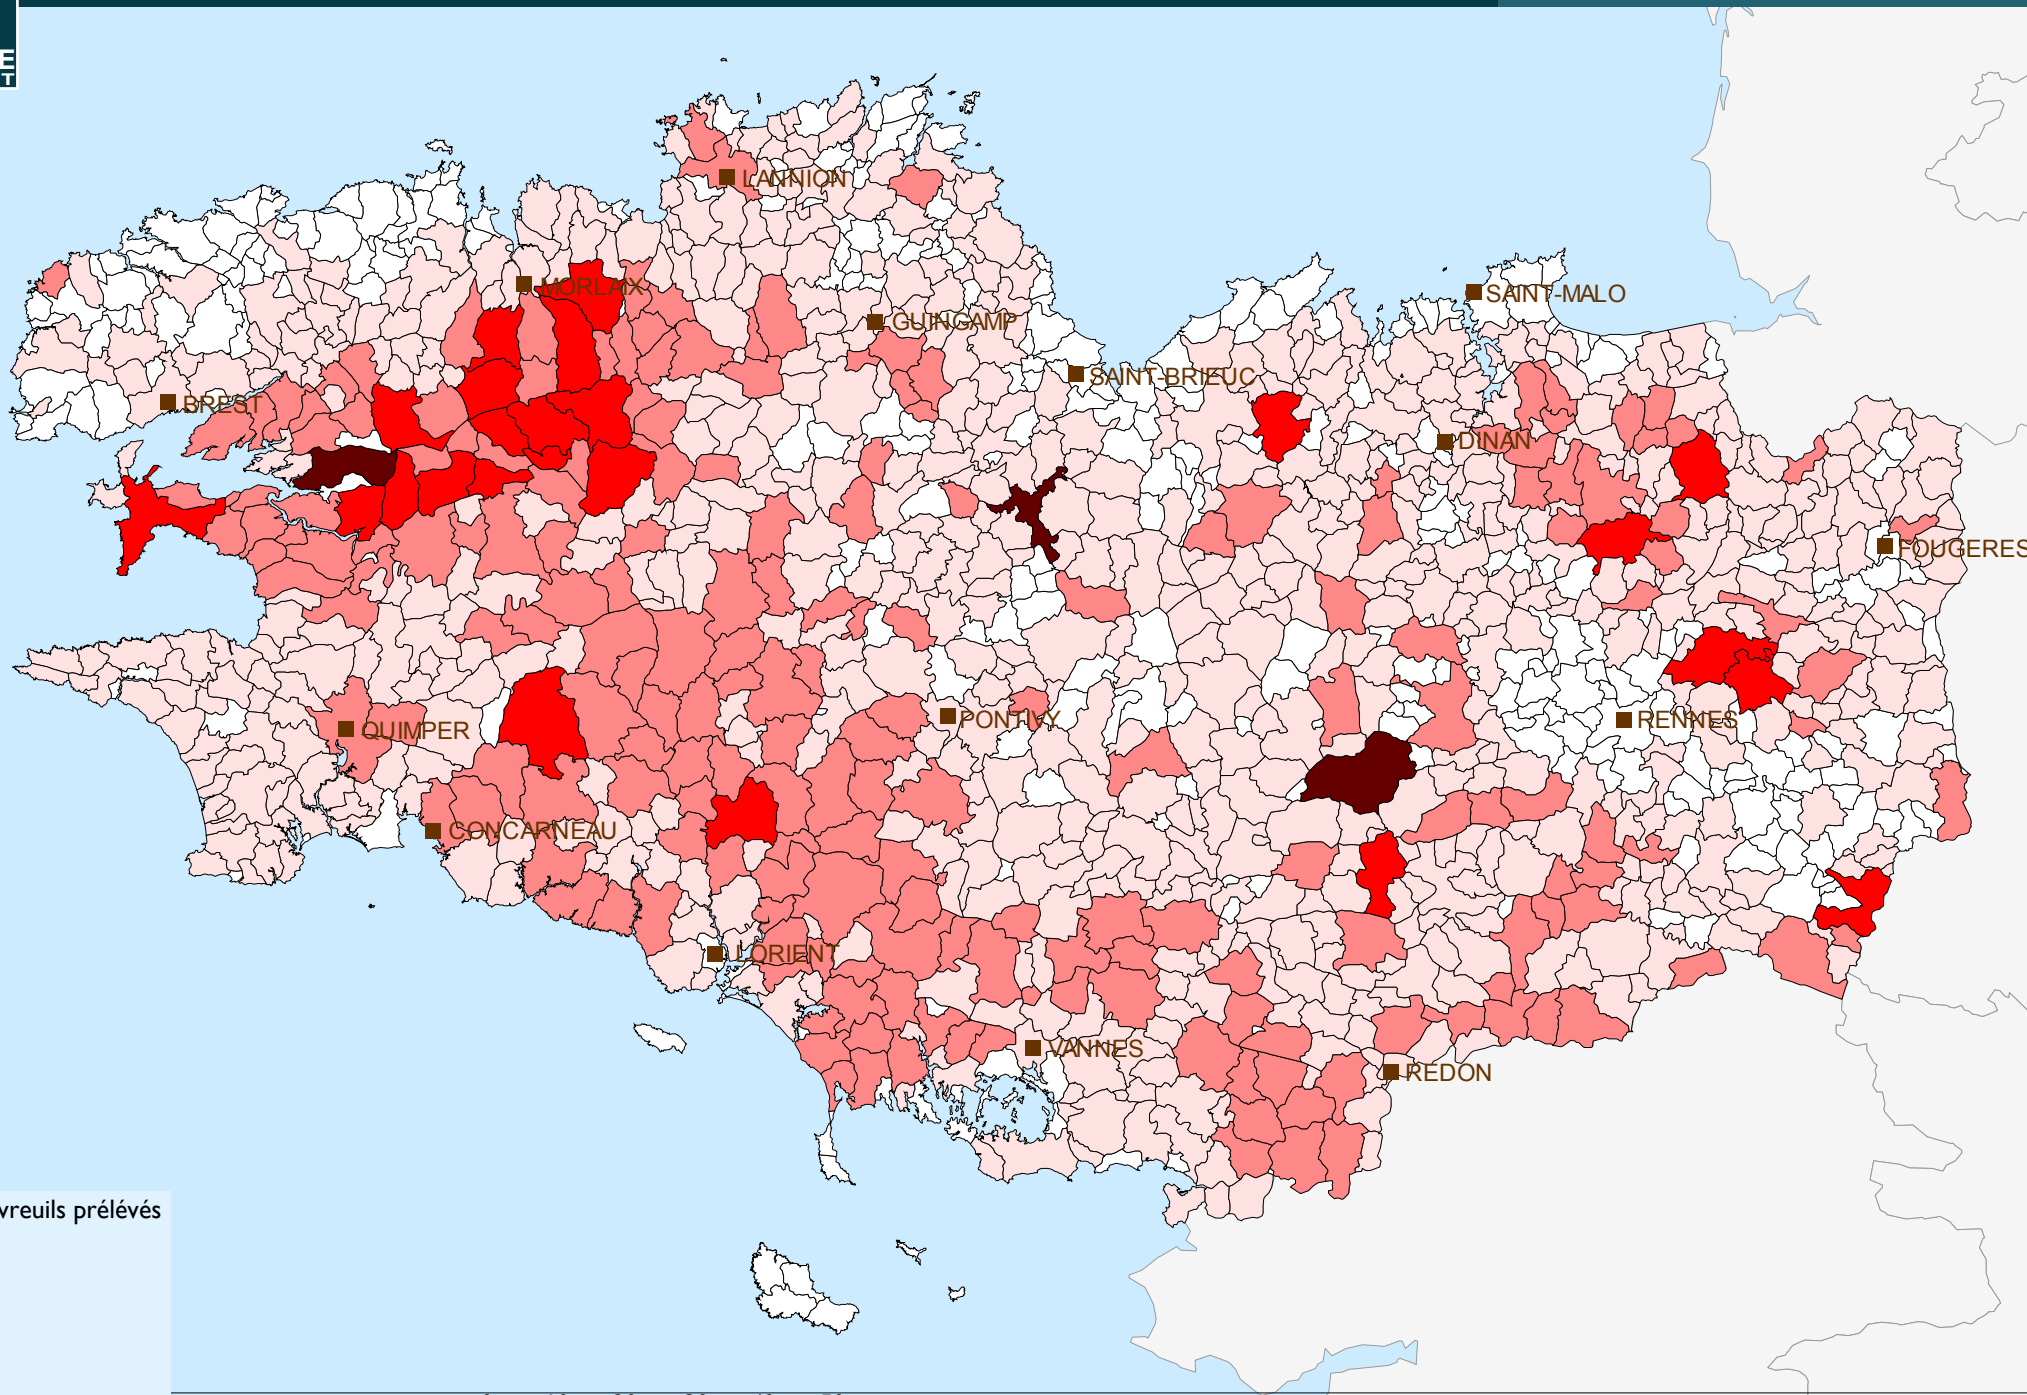 E
T
LANNION
MORLAIX
SAINT-MALO
GUINGAMP
SAINT-BRIEUC
BREST
DINAN
FOUGERES
PONTIVY
RENNES
QUIMPER
CONCARNEAU
LORIENT
VANNES
REDON
vreuils prélévés